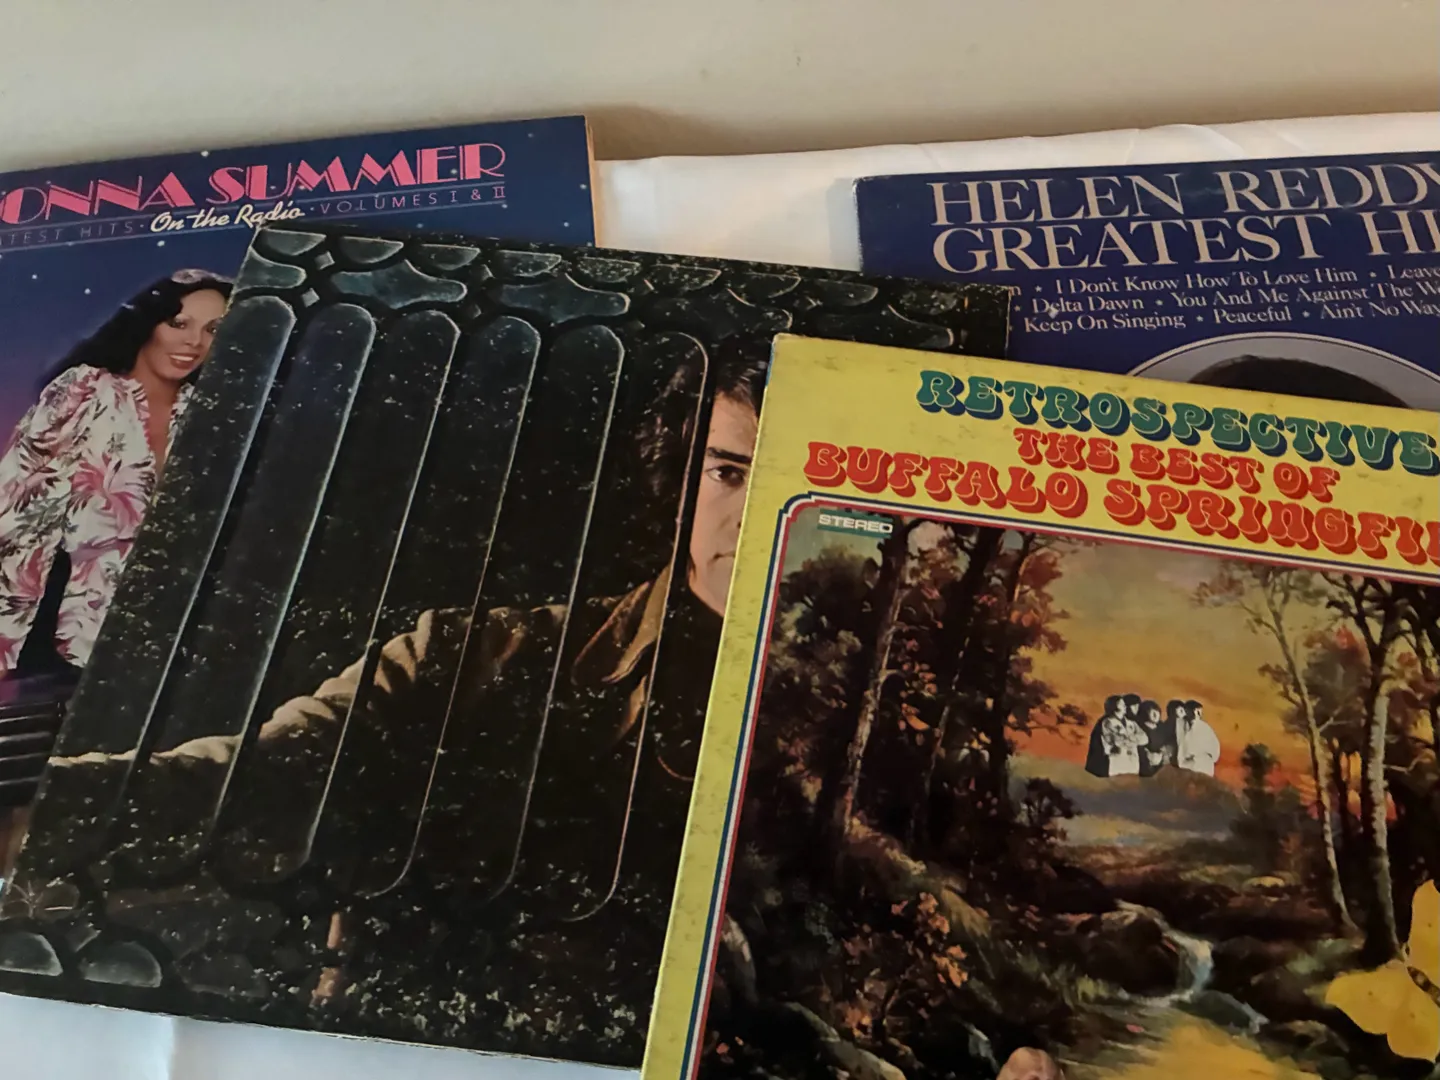 ONNA SUMMER
ATEST HITS · On the Radio · VOLUMES I & II
HELEN REDDY
GREATEST HI
n • I Don't Know How To Love Him • Leave
• Delta Dawn • You And Me Against The Wo
Keep On Singing • Peaceful • Ain't No Way
RETROSPECTIVE
THE BEST OF
BUFFALO SPRINGFI
STEREO